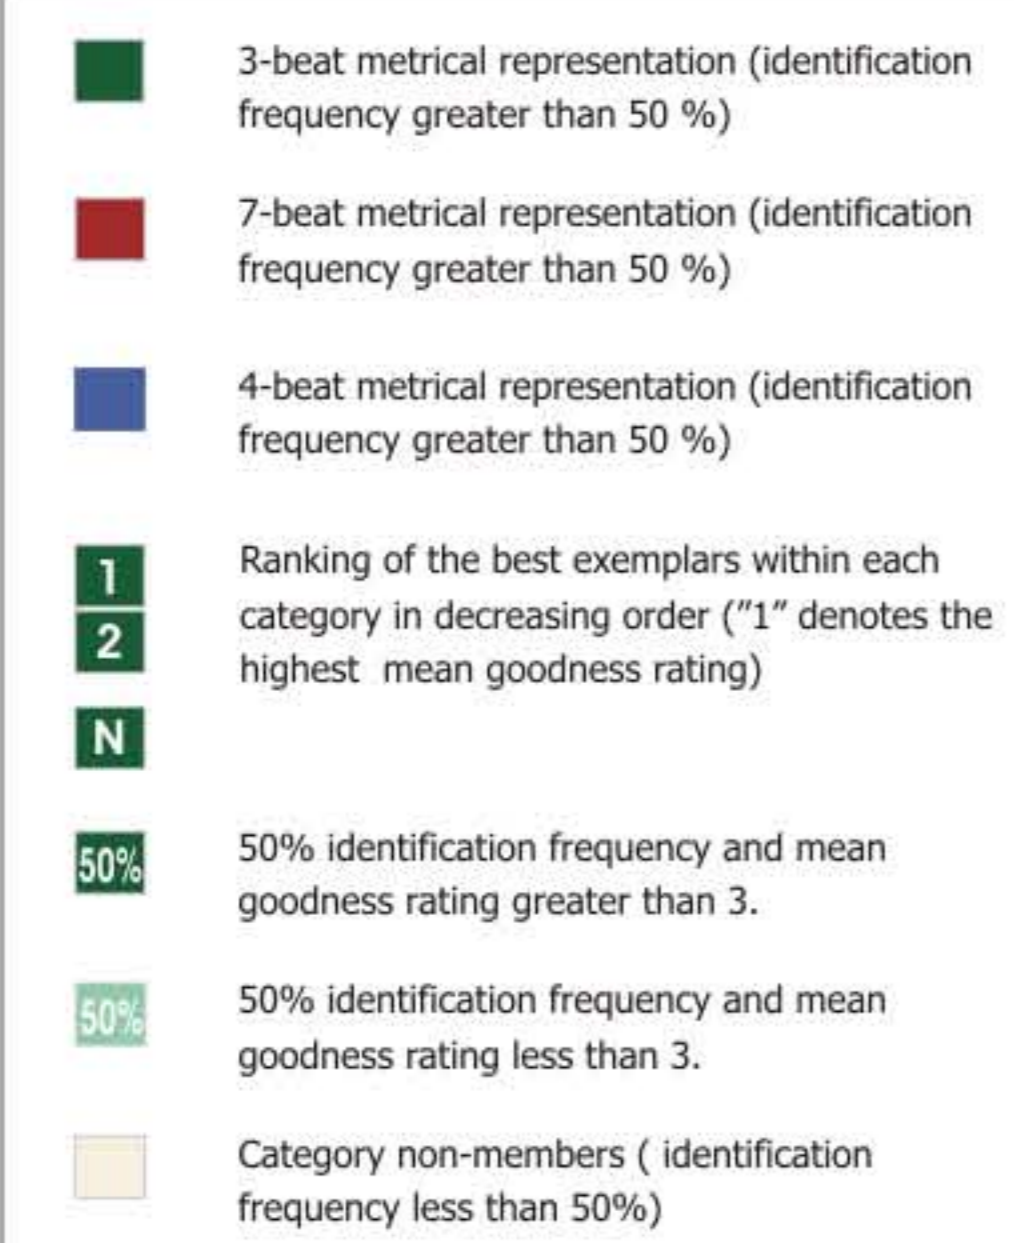 3-beat metrical representation (identification
frequency greater than 50 %)
7-beat metrical representation (identification
frequency greater than 50 %)
4-beat metrical representation (identification
frequency greater than 50 %)
1
2
N
Ranking of the best exemplars within each
category in decreasing order ("1" denotes the
highest  mean goodness rating)
50%
50% identification frequency and mean
goodness rating greater than 3.
50%
50% identification frequency and mean
goodness rating less than 3.
Category non-members ( identification
frequency less than 50%)